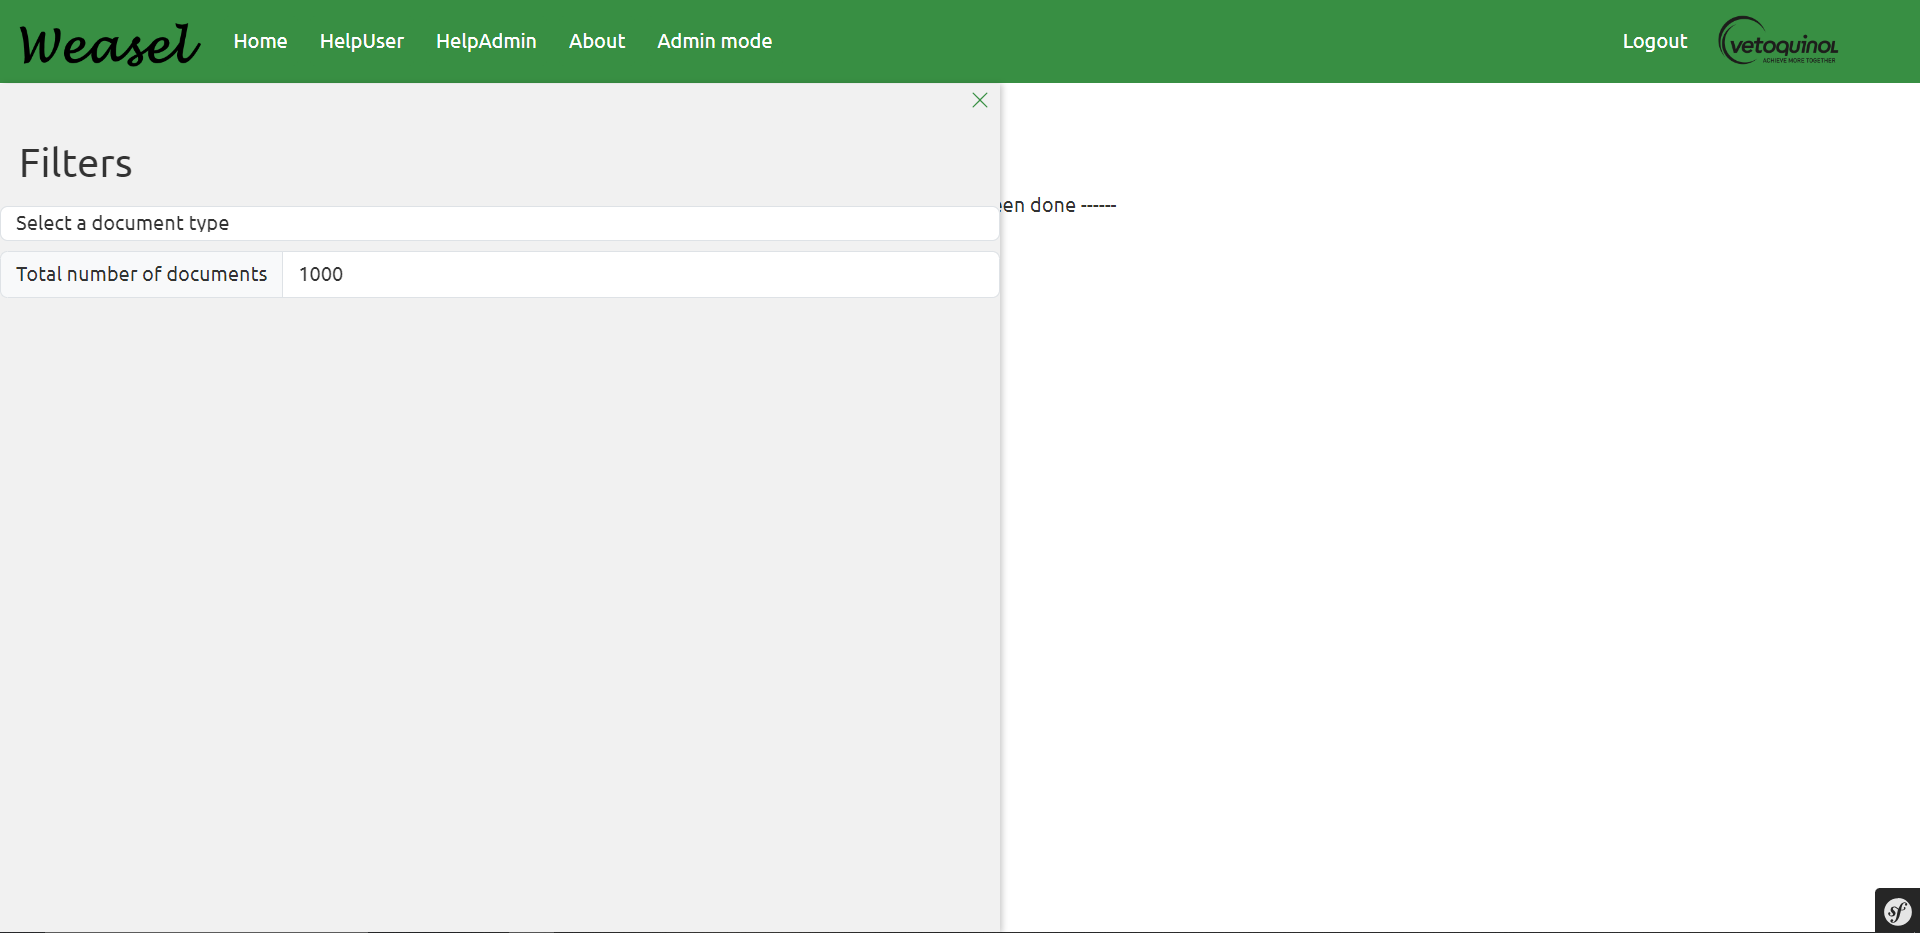 Weasel Home HelpUser HelpAdmin About Admin mode Logout vetoquinol
ACHIEVE MORE TOGETHER
Filters
done ------
Select a document type
Total number of documents 1000
sf